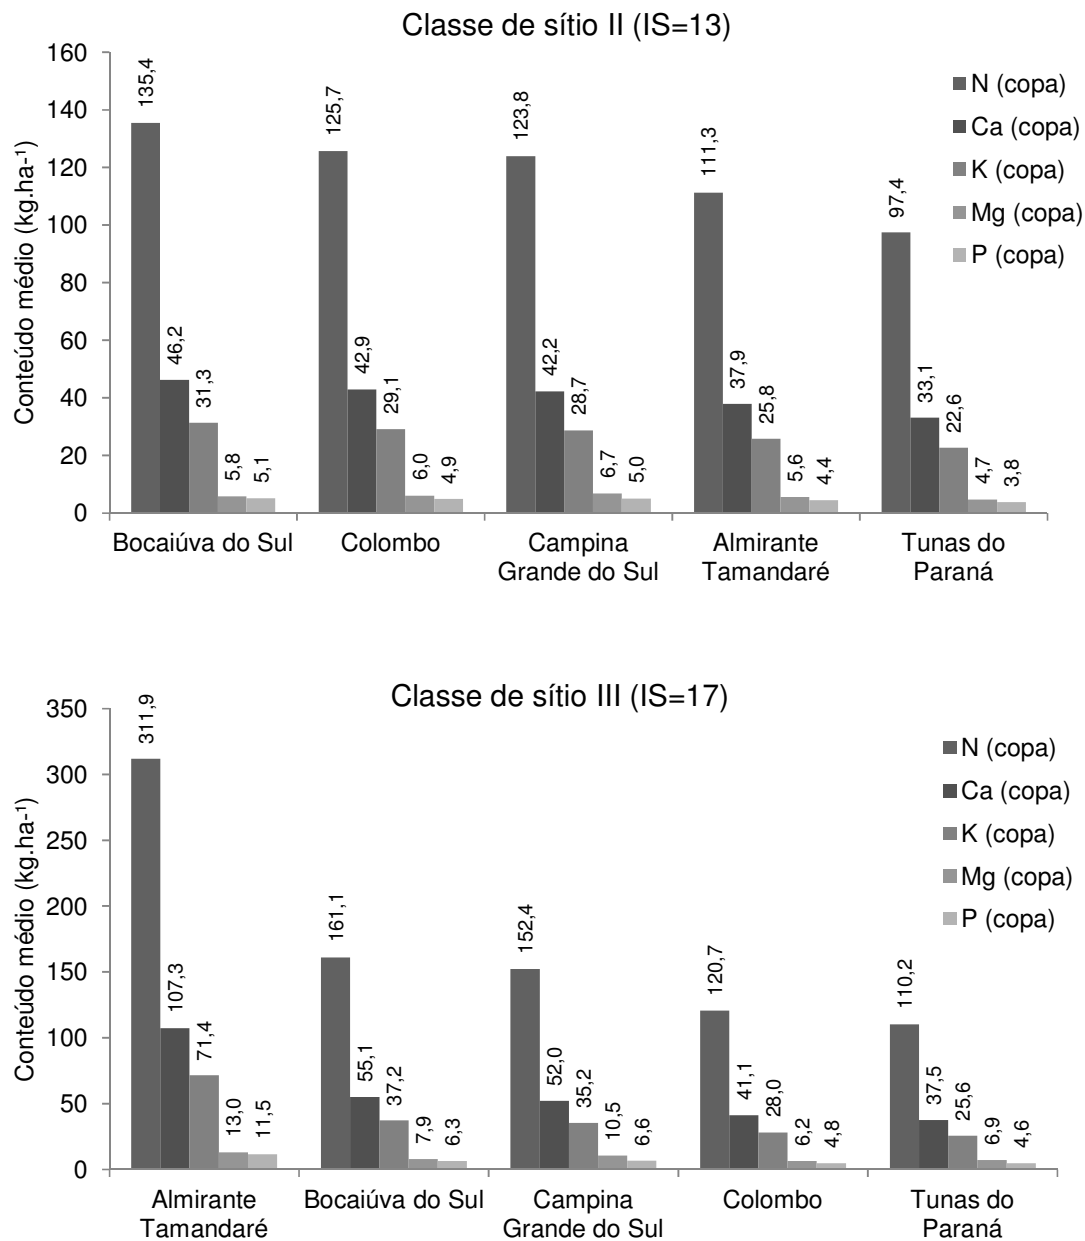 Classe de sítio II (IS=13)
Conteúdo médio (kg.ha-¹)
160
140
120
100
80
60
40
20
0
135,4
46,2
31,3
5,8
5,1
125,7
42,9
29,1
6,0
4,9
123,8
42,2
28,7
6,7
5,0
111,3
37,9
25,8
5,6
4,4
97,4
33,1
22,6
4,7
3,8
N (copa)
Ca (copa)
K (copa)
Mg (copa)
P (copa)
Bocaiúva do Sul
Colombo
Campina
Grande do Sul
Almirante
Tamandaré
Tunas do
Paraná
Classe de sítio III (IS=17)
Conteúdo médio (kg.ha-¹)
350
300
250
200
150
100
50
0
311,9
107,3
71,4
13,0
11,5
161,1
55,1
37,2
7,9
6,3
152,4
52,0
35,2
10,5
6,6
120,7
41,1
28,0
6,2
4,8
110,2
37,5
25,6
6,9
4,6
N (copa)
Ca (copa)
K (copa)
Mg (copa)
P (copa)
Almirante
Tamandaré
Bocaiúva do Sul
Campina
Grande do Sul
Colombo
Tunas do
Paraná